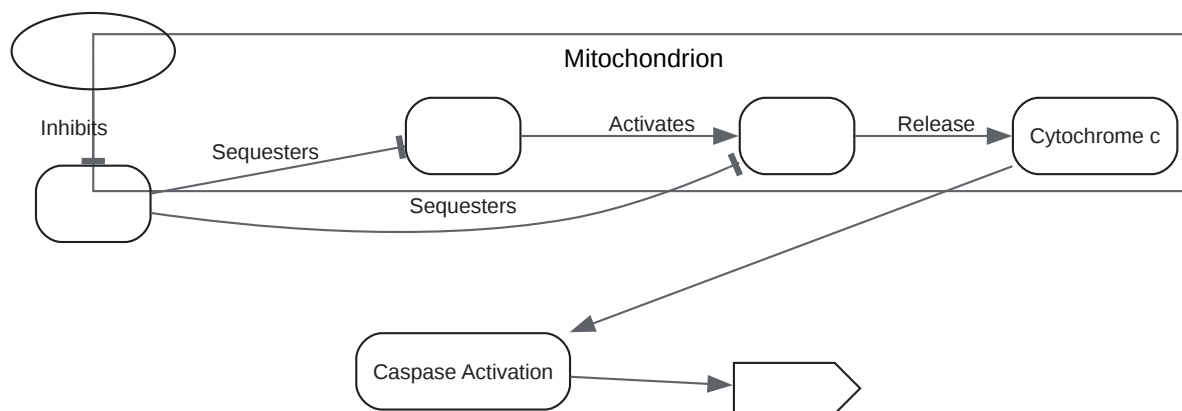 Mitochondrion
Inhibits
Sequesters
Activates
Release
Cytochrome c
Sequesters
Caspase Activation